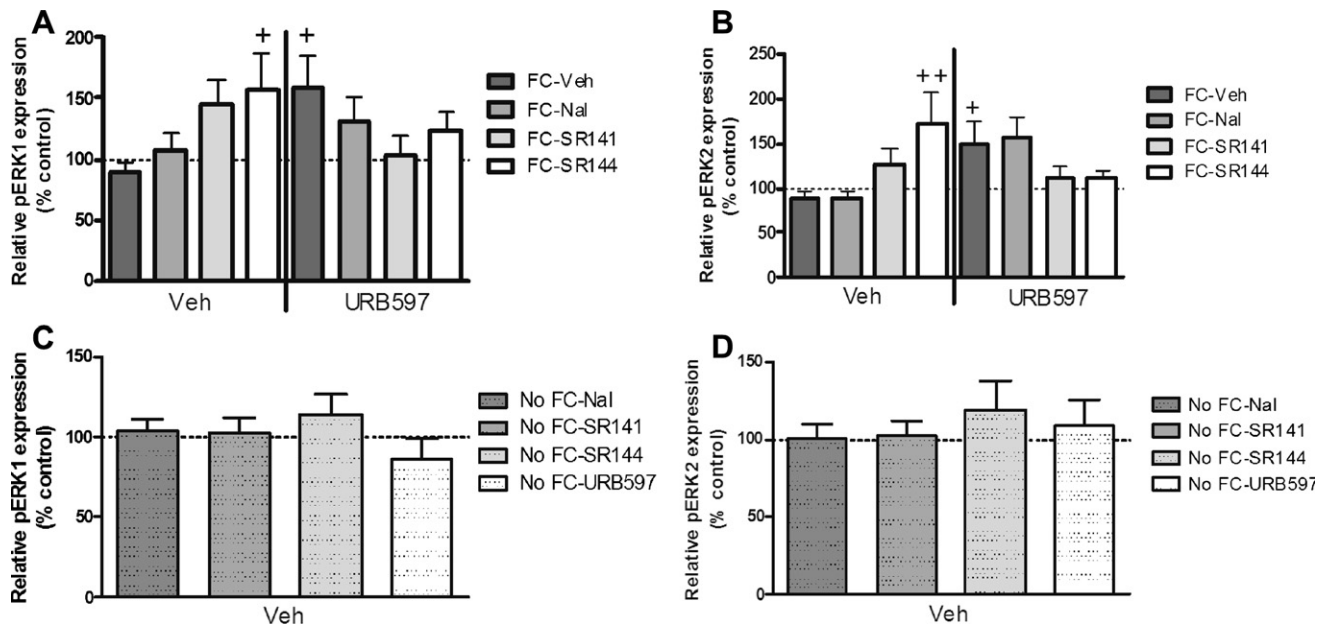 A
Relative pERK1 expression
(% control)
200
150
100
50
0
+
+
Veh
URB597
FC-Veh
FC-Nal
FC-SR141
FC-SR144
B
Relative pERK2 expression
(% control)
250
200
150
100
50
0
++
+
Veh
URB597
FC-Veh
FC-Nal
FC-SR141
FC-SR144
C
Relative pERK1 expression
(% control)
150
100
50
0
Veh
No FC-Nal
No FC-SR141
No FC-SR144
No FC-URB597
D
Relative pERK2 expression
(% control)
150
100
50
0
Veh
No FC-Nal
No FC-SR141
No FC-SR144
No FC-URB597